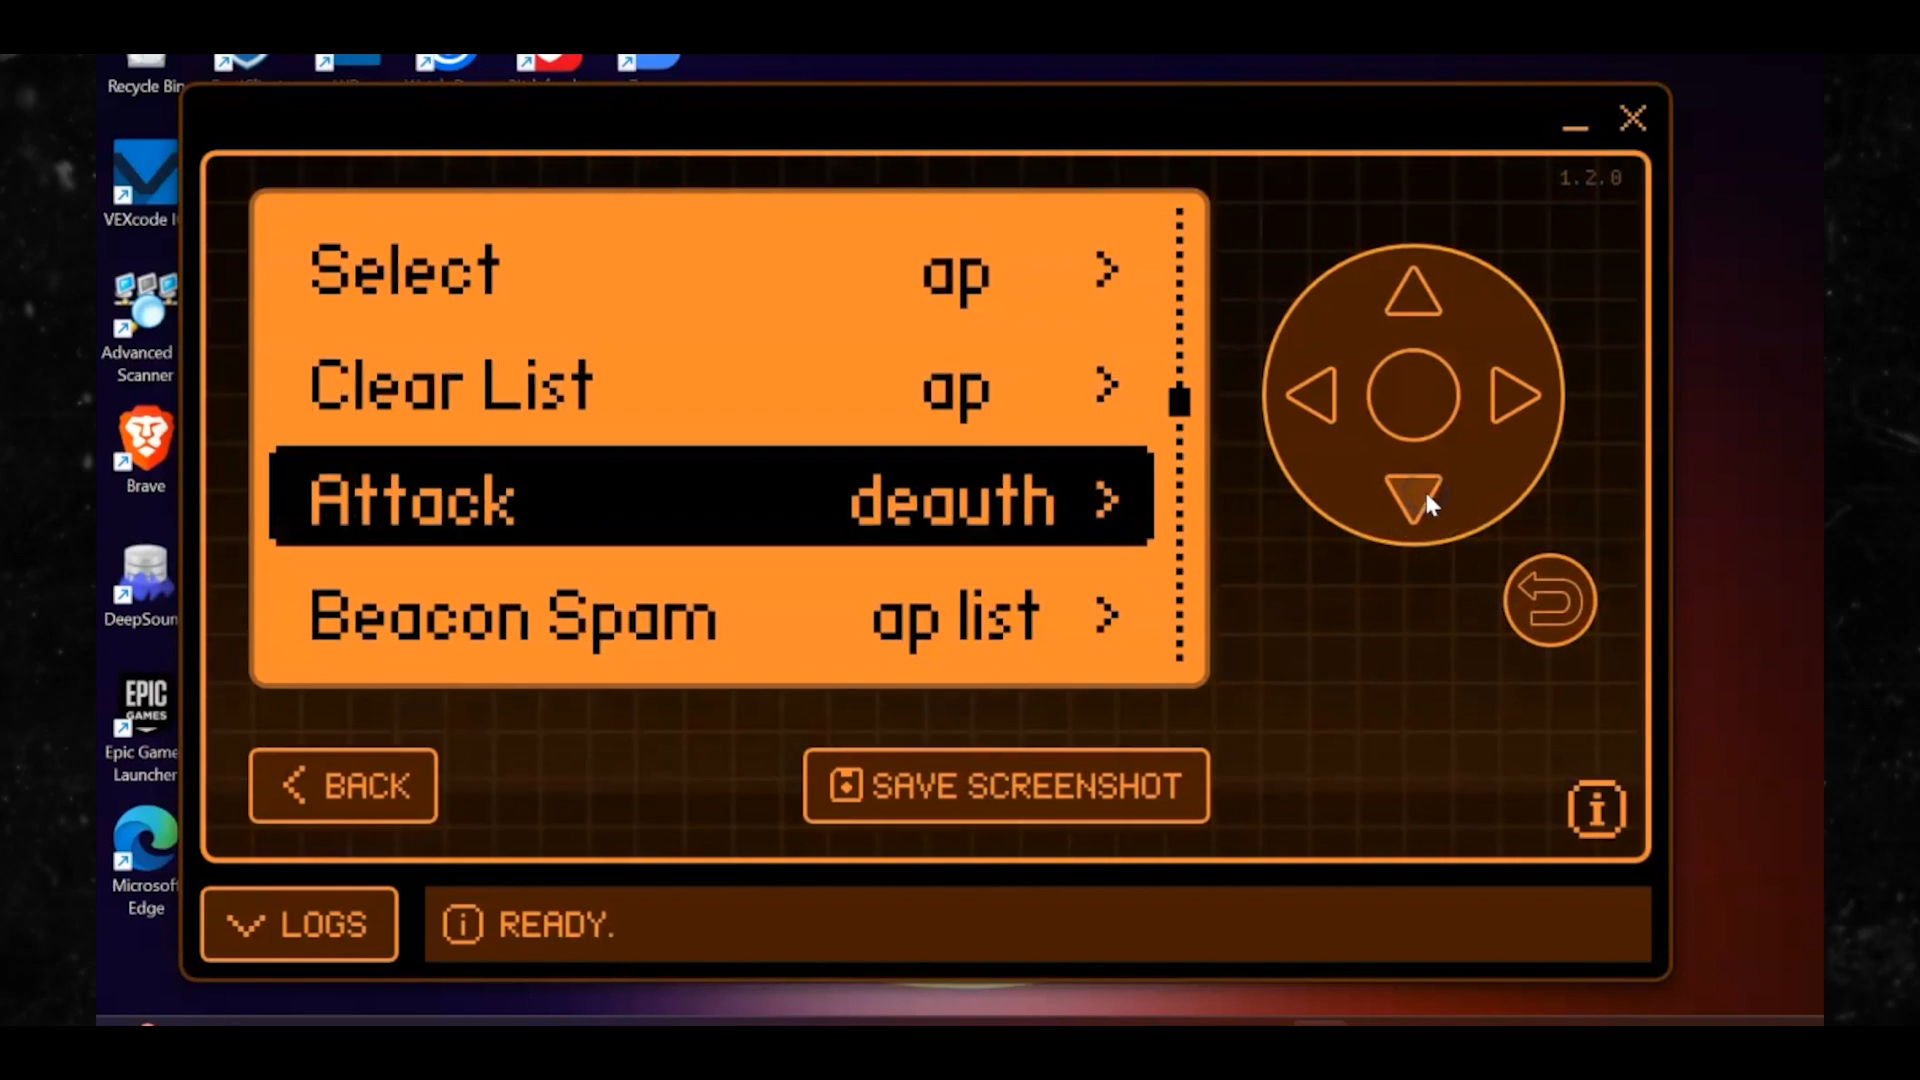 Recycle Bin
1.2.0
Select ap >
VEXcode I
Clear List ap >
Advanced
Scanner
Attack deauth >
Brave
Beacon Spam ap list >
DeepSoun
EPIC
GAMES
Epic Game
Launcher
BACK
SAVE SCREENSHOT
Microsoft
Edge
LOGS
READY.